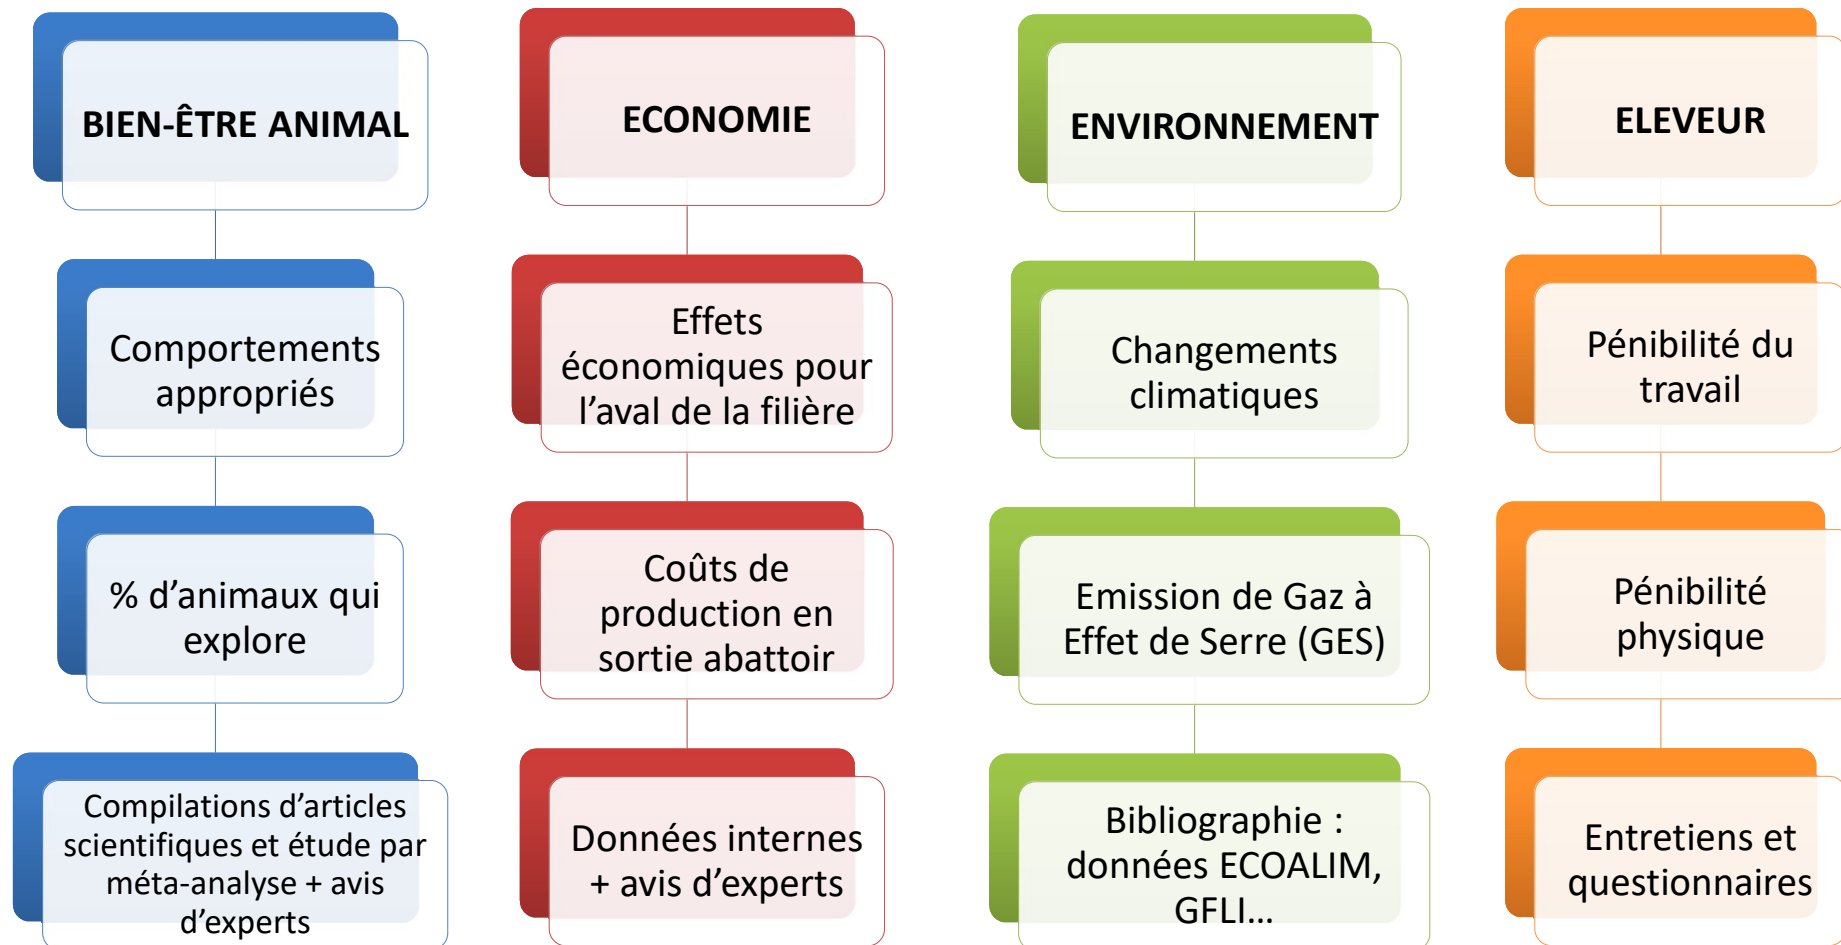 BIEN-ÊTRE ANIMAL
Comportements
appropriés
% d’animaux qui
explore
Compilations d’articles
scientifiques et étude par
méta-analyse + avis
d’experts
ECONOMIE
Effets
économiques pour
l’aval de la filière
Coûts de
production en
sortie abattoir
Données internes
+ avis d’experts
ENVIRONNEMENT
Changements
climatiques
Emission de Gaz à
Effet de Serre (GES)
Bibliographie :
données ECOALIM,
GFLI...
ELEVEUR
Pénibilité du
travail
Pénibilité
physique
Entretiens et
questionnaires